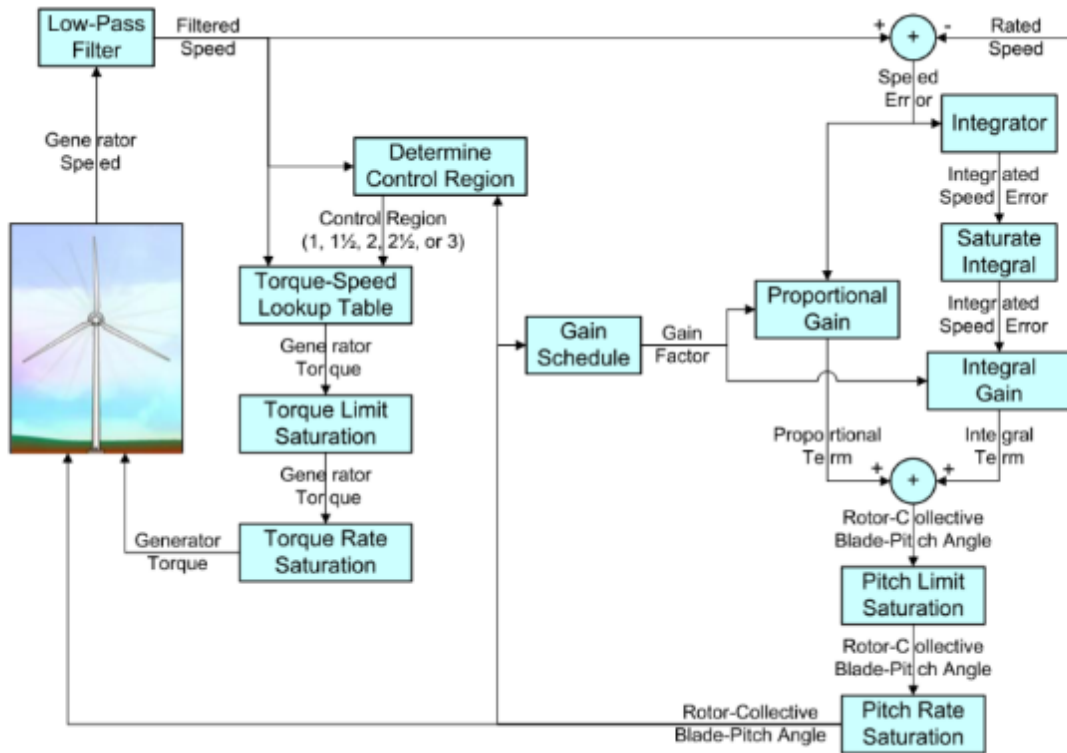 Low-Pass
Filter
Filtered
Speed
+
+
-
Rated
Speed
Speed
Error
Generator
Speed
Determine
Control Region
Integrator
Integrated
Speed Error
Control Region
(1, 1½, 2, 2½, or 3)
Saturate
Integral
Torque-Speed
Lookup Table
Proportional
Gain
Integrated
Speed Error
Gain
Schedule
Gain
Factor
Generator
Torque
Integral
Gain
Torque Limit
Saturation
Proportional
Term
Integral
Term
+
+
+
Generator
Torque
Rotor-Collective
Blade-Pitch Angle
Generator
Torque
Torque Rate
Saturation
Pitch Limit
Saturation
Rotor-Collective
Blade-Pitch Angle
Rotor-Collective
Blade-Pitch Angle
Pitch Rate
Saturation